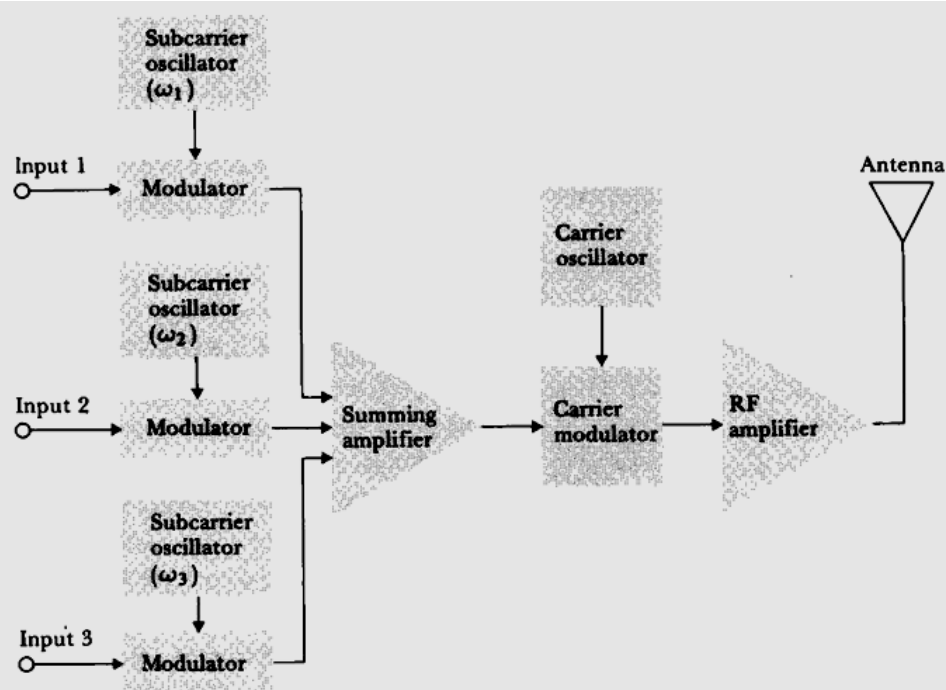 Subcarrier
oscillator
(ω₁)
Input 1
Modulator
Antenna
Carrier
oscillator
Subcarrier
oscillator
(ω₂)
Input 2
Modulator
Summing
amplifier
Carrier
modulator
RF
amplifier
Subcarrier
oscillator
(ω₃)
Input 3
Modulator